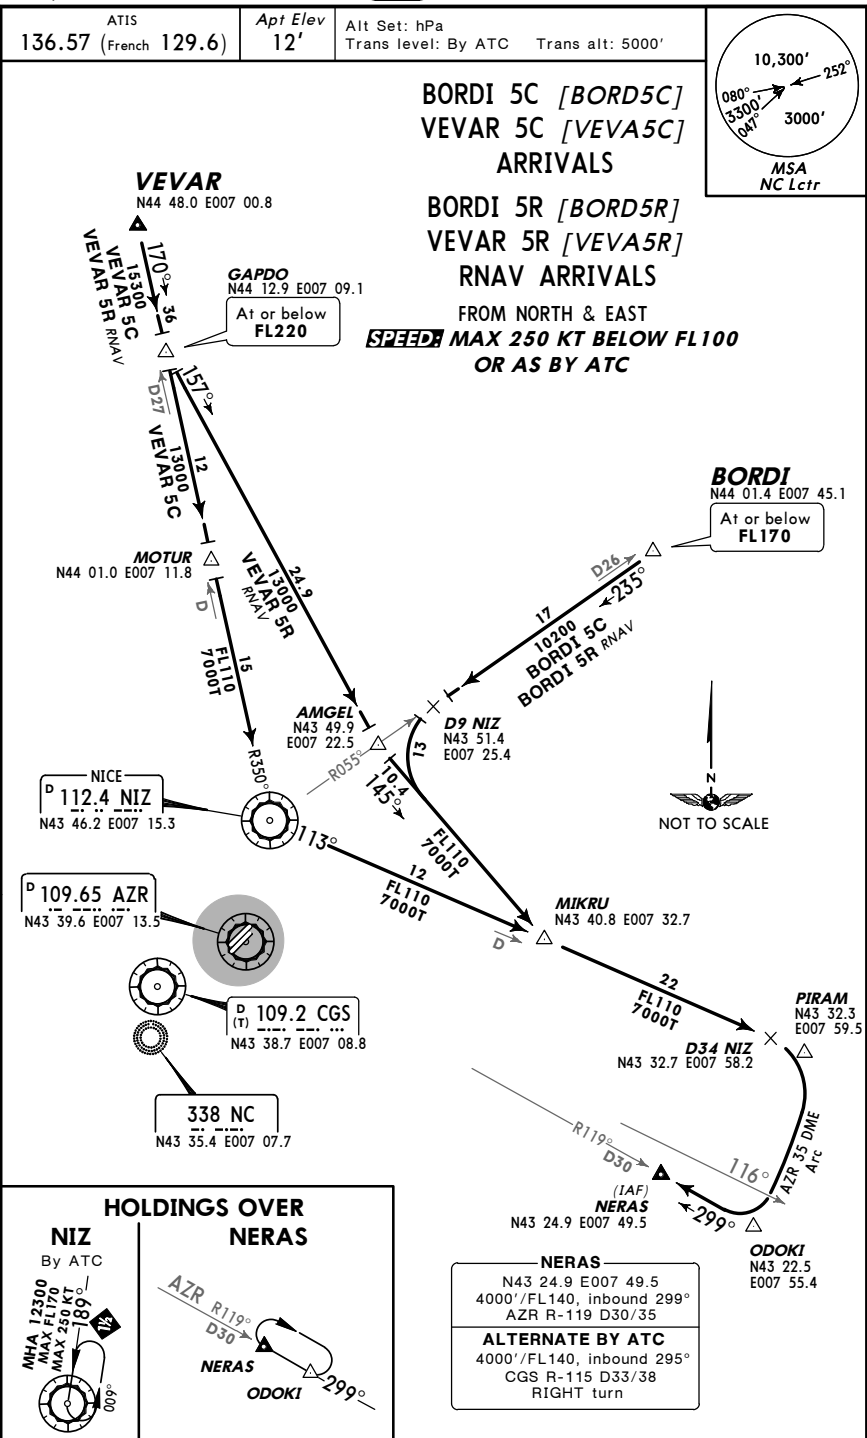 ATIS
136.57 (French 129.6)
Apt Elev
12'
Alt Set: hPa
Trans level: By ATC Trans alt: 5000'
10,300'
252°
080°
3300'
047°
3000'
MSA
NC Lctr
BORDI 5C [BORD5C]
VEVAR 5C [VEVA5C]
ARRIVALS
BORDI 5R [BORD5R]
VEVAR 5R [VEVA5R]
RNAV ARRIVALS
FROM NORTH & EAST
SPEED: MAX 250 KT BELOW FL100
OR AS BY ATC
VEVAR
N44 48.0 E007 00.8
170°
36
15300
VEVAR 5C
VEVAR 5R RNAV
GAPDO
N44 12.9 E007 09.1
At or below
FL220
D27
157°
12
13000
VEVAR 5C
MOTUR
N44 01.0 E007 11.8
24.9
13000
VEVAR 5R
RNAV
D
15
FL110
7000T
R350°
BORDI
N44 01.4 E007 45.1
At or below
FL170
D26
235°
17
10200
BORDI 5C
BORDI 5R RNAV
AMGEL
N43 49.9
E007 22.5
D9 NIZ
N43 51.4
E007 25.4
R055°
13
10.4
145°
FL110
7000T
NICE
D 112.4 NIZ
N43 46.2 E007 15.3
113°
12
FL110
7000T
D
N
NOT TO SCALE
D 109.65 AZR
N43 39.6 E007 13.5
MIKRU
N43 40.8 E007 32.7
D
(T) 109.2 CGS
N43 38.7 E007 08.8
22
FL110
7000T
PIRAM
N43 32.3
E007 59.5
D34 NIZ
N43 32.7 E007 58.2
338 NC
N43 35.4 E007 07.7
AZR 35 DME
Arc
R119°
D30
116°
(IAF)
NERAS
N43 24.9 E007 49.5
299°
ODOKI
N43 22.5
E007 55.4
HOLDINGS OVER
NIZ
By ATC
MHA 12300
MAX FL170
MAX 250 KT
189°
1½
009°
NERAS
AZR R119°
D30
NERAS
ODOKI
299°
NERAS
N43 24.9 E007 49.5
4000'/FL140, inbound 299°
AZR R-119 D30/35
ALTERNATE BY ATC
4000'/FL140, inbound 295°
CGS R-115 D33/38
RIGHT turn